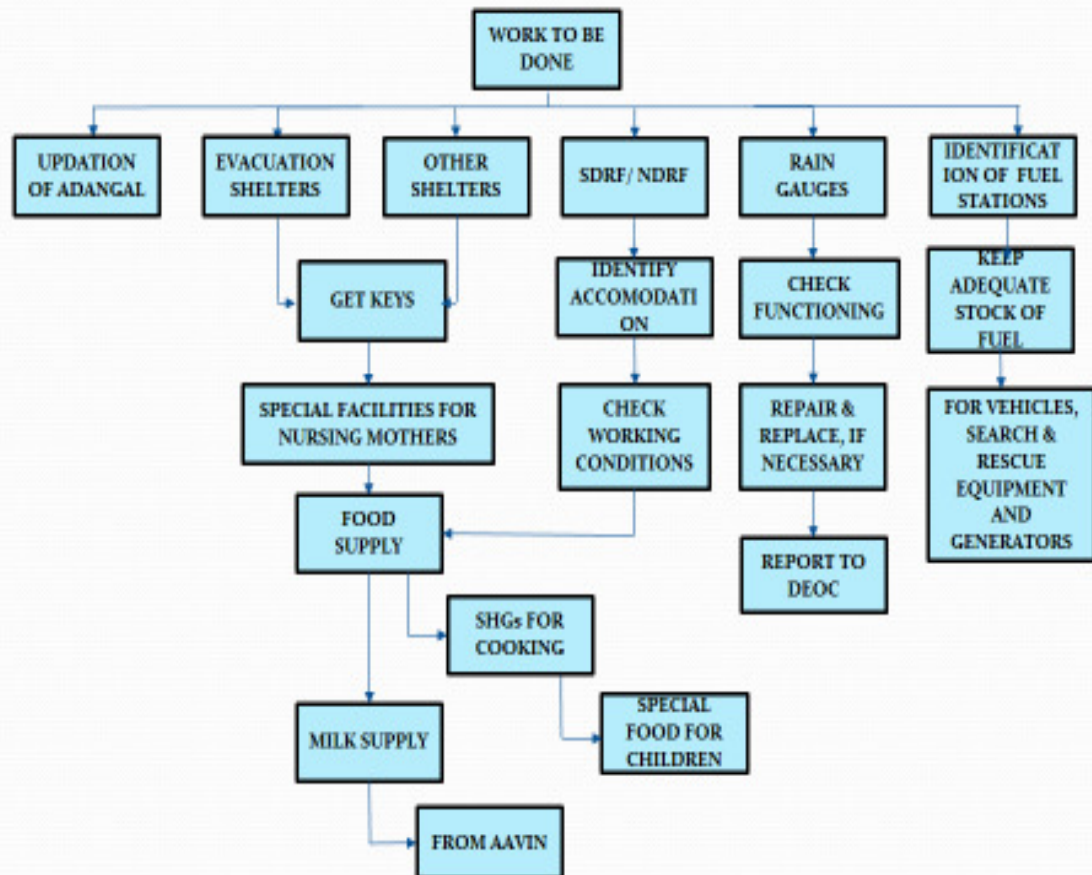 WORK TO BE
DONE
UPDATION
OF ADANGAL
EVACUATION
SHELTERS
OTHER
SHELTERS
SDRF/ NDRF
RAIN
GAUGES
IDENTIFICAT
ION OF FUEL
STATIONS
GET KEYS
IDENTIFY
ACCOMODATI
ON
CHECK
FUNCTIONING
KEEP
ADEQUATE
STOCK OF
FUEL
SPECIAL FACILITIES FOR
NURSING MOTHERS
CHECK
WORKING
CONDITIONS
REPAIR &
REPLACE, IF
NECESSARY
FOR VEHICLES,
SEARCH &
RESCUE
EQUIPMENT
AND
GENERATORS
FOOD
SUPPLY
REPORT TO
DEOC
SHGs FOR
COOKING
MILK SUPPLY
SPECIAL
FOOD FOR
CHILDREN
FROM AAVIN